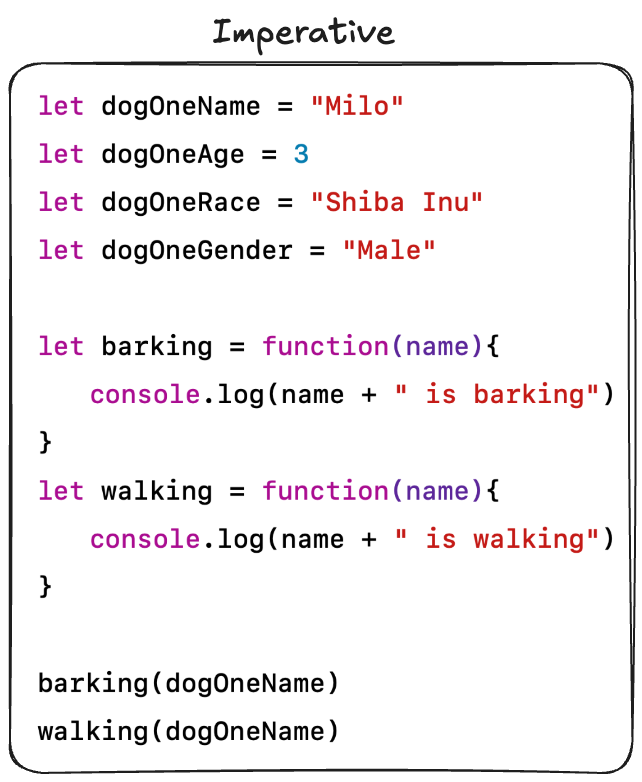 Imperative
let dogOneName = "Milo"
let dogOneAge = 3
let dogOneRace = "Shiba Inu"
let dogOneGender = "Male"
let barking = function(name){
console.log(name + " is barking")
}
let walking = function(name){
console.log(name + " is walking")
}
barking(dogOneName)
walking(dogOneName)